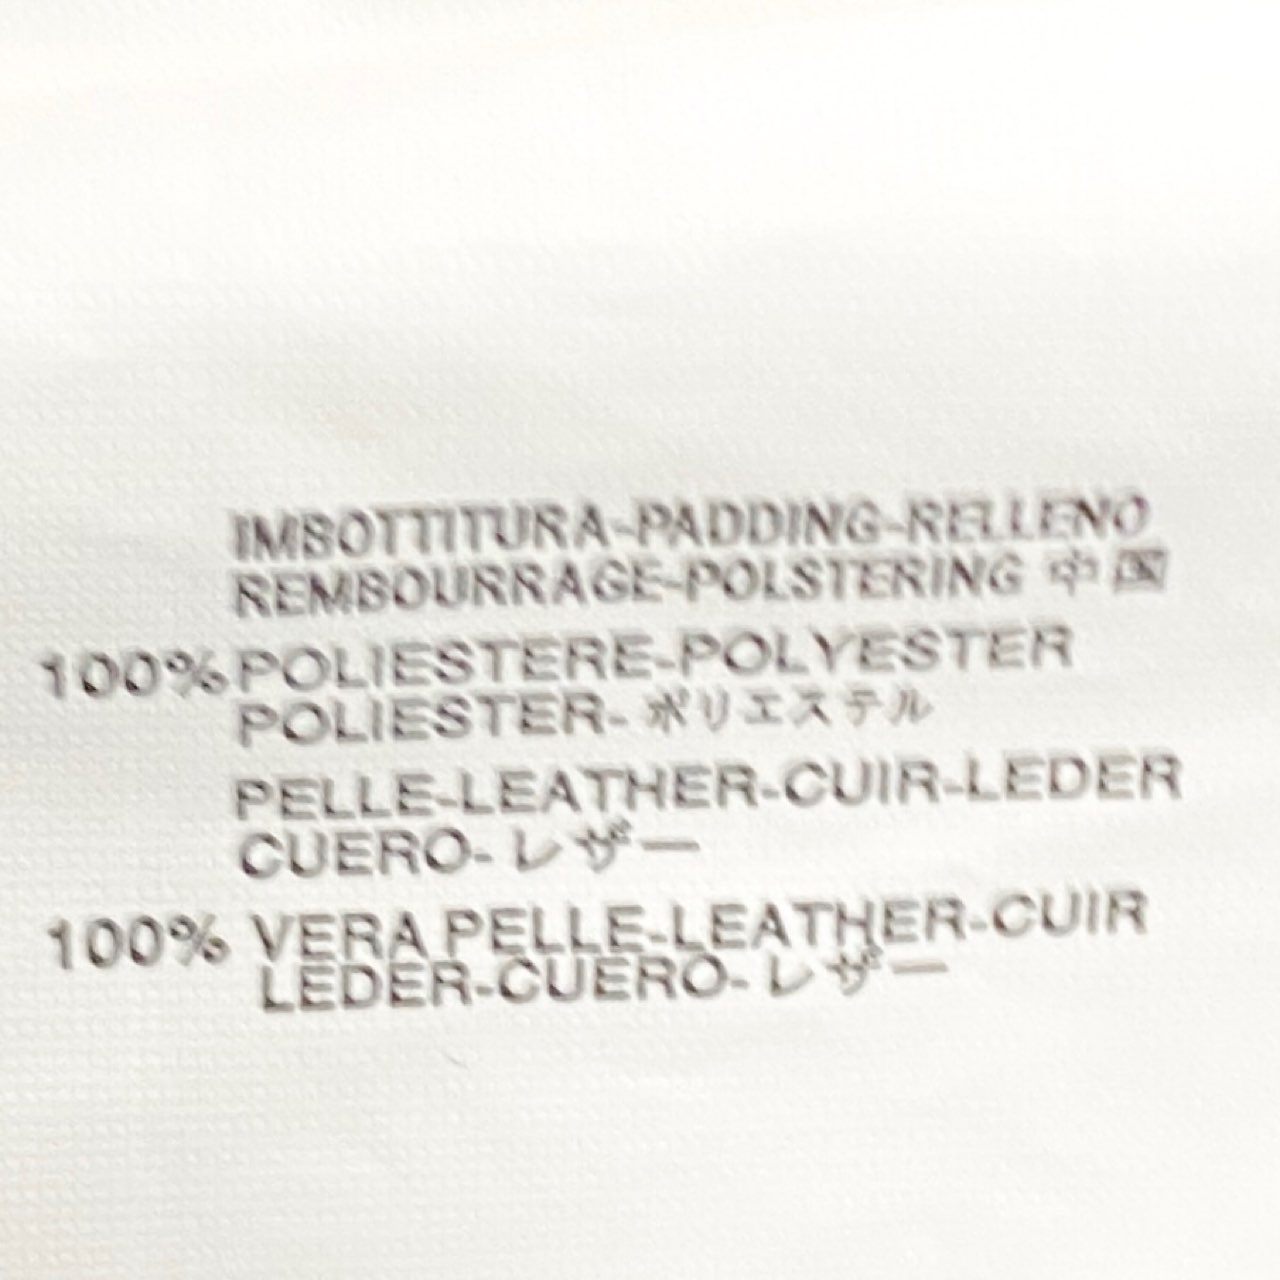 IMBOTTITURA-PADDING-RELLENO
REMBOURRAGE-POLSTERING 中国
100% POLIESTERE-POLYESTER
POLIESTER- ポリエステル
PELLE-LEATHER-CUIR-LEDER
CUERO- レザー
100% VERA PELLE-LEATHER-CUIR
LEDER-CUERO- レザー